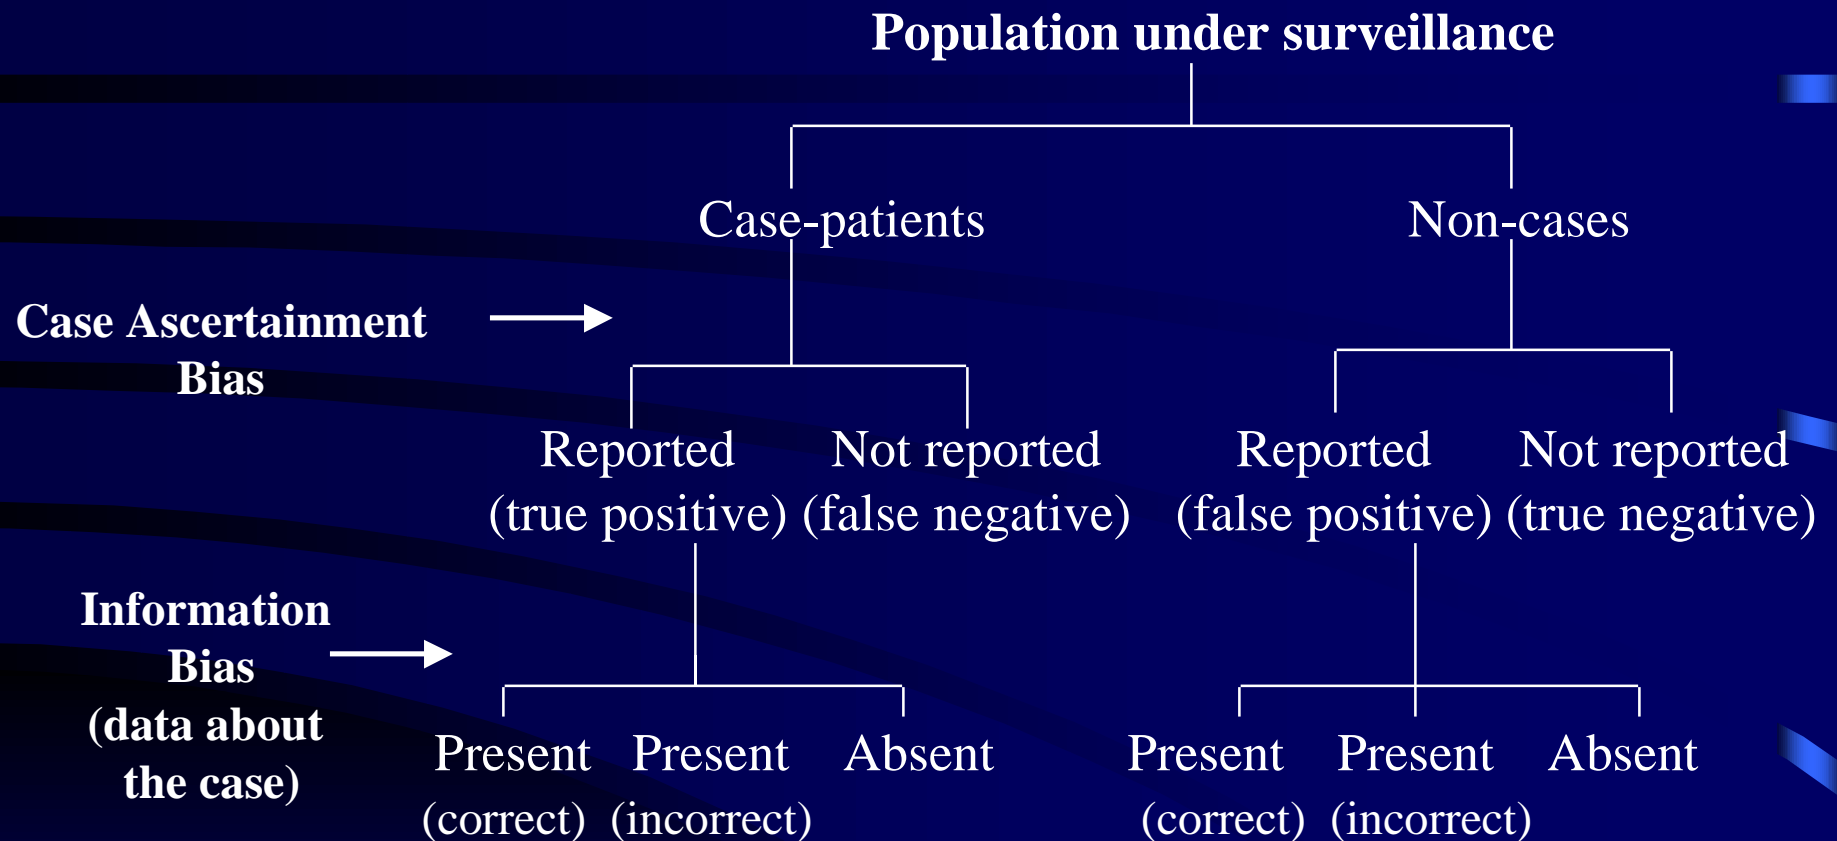 Population under surveillance
Case-patients
Non-cases
Case Ascertainment
Bias
Reported
(true positive)
Not reported
(false negative)
Reported
(false positive)
Not reported
(true negative)
Information
Bias
(data about
the case)
Present
(correct)
Present
(incorrect)
Absent
Present
(correct)
Present
(incorrect)
Absent